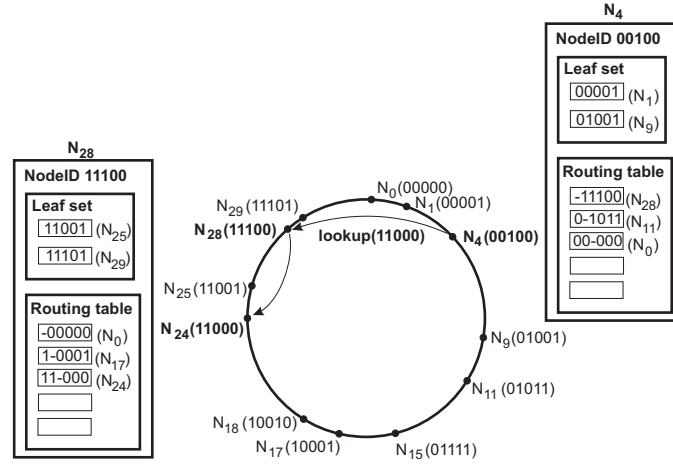 N4
NodeID 00100
Leaf set
00001 (N1)
01001 (N9)
Routing table
-11100 (N28)
0-1011 (N11)
00-000 (N0)
N28
NodeID 11100
Leaf set
11001 (N25)
11101 (N29)
Routing table
-00000 (N0)
1-0001 (N17)
11-000 (N24)
N0(00000)
N1(00001)
N29(11101)
N28(11100)
lookup(11000)
N4(00100)
N25(11001)
N24(11000)
N9(01001)
N11(01011)
N18(10010)
N17(10001)
N15(01111)